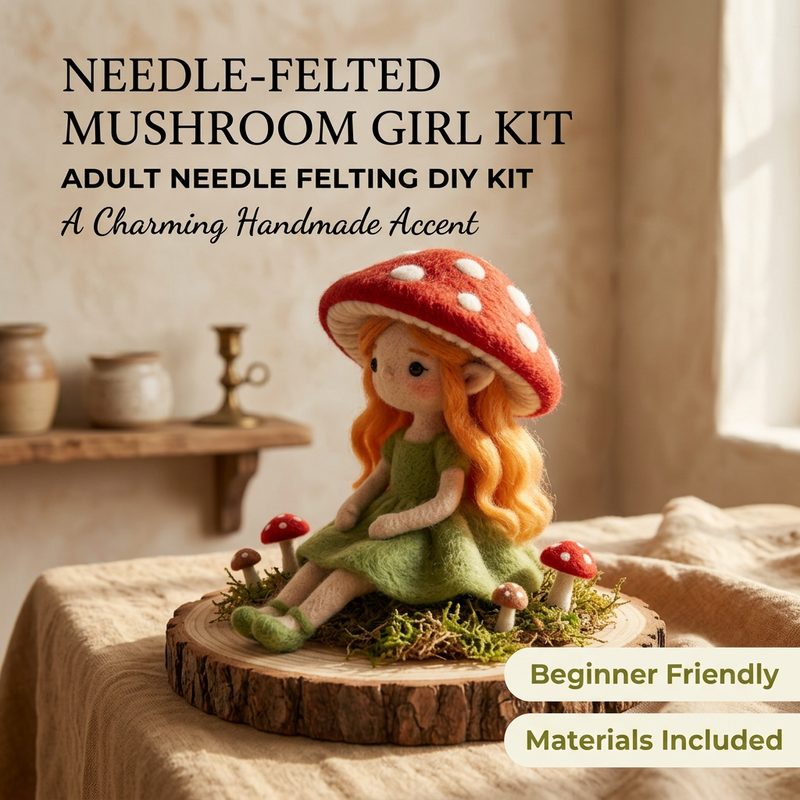 NEEDLE-FELTED
MUSHROOM GIRL KIT
ADULT NEEDLE FELTING DIY KIT
A Charming Handmade Accent
Beginner Friendly
Materials Included